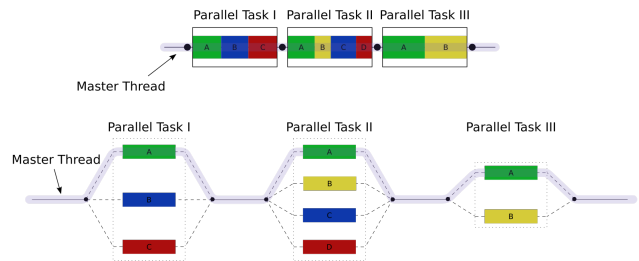 Parallel Task I Parallel Task II Parallel Task III
A B C A B C D A B
Master Thread
Parallel Task I Parallel Task II Parallel Task III
A A
Master Thread
A
B
B
C
B
C D